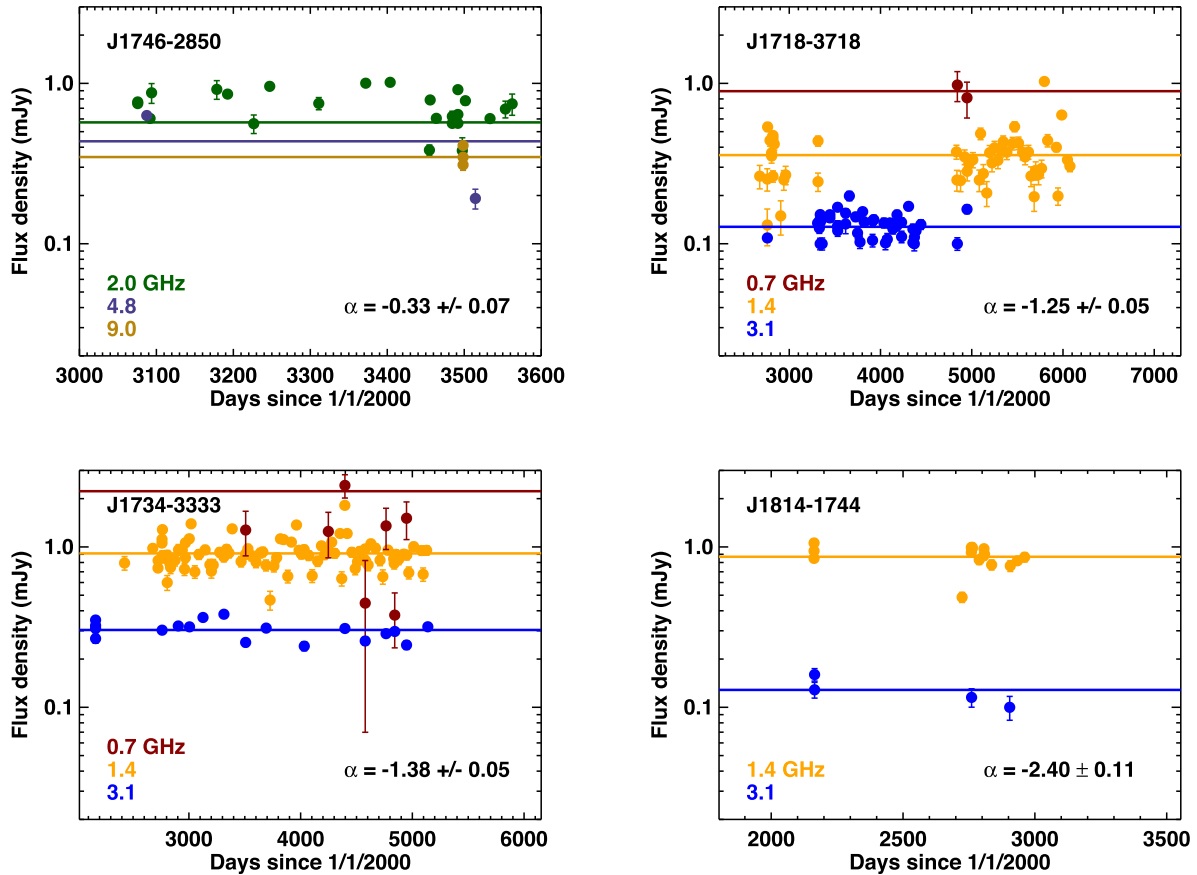 J1746-2850
Flux density (mJy)
1.0
0.1
2.0 GHz
4.8
9.0
α = -0.33 +/- 0.07
3000 3100 3200 3300 3400 3500 3600
Days since 1/1/2000
J1718-3718
Flux density (mJy)
1.0
0.1
0.7 GHz
1.4
3.1
α = -1.25 +/- 0.05
3000 4000 5000 6000 7000
Days since 1/1/2000
J1734-3333
Flux density (mJy)
1.0
0.1
0.7 GHz
1.4
3.1
α = -1.38 +/- 0.05
3000 4000 5000 6000
Days since 1/1/2000
J1814-1744
Flux density (mJy)
1.0
0.1
1.4 GHz
3.1
α = -2.40 ± 0.11
2000 2500 3000 3500
Days since 1/1/2000